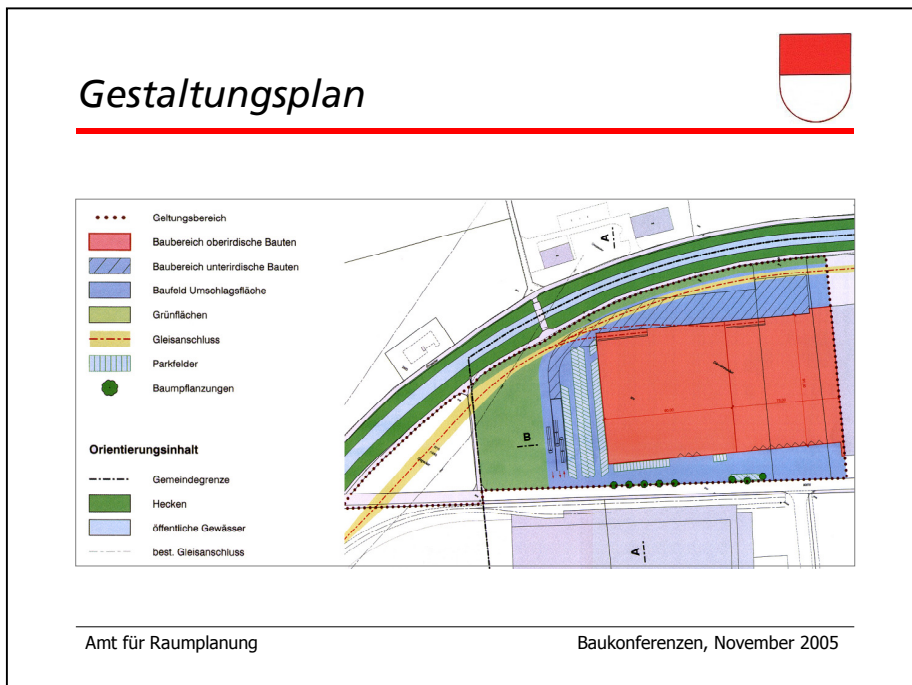 Gestaltungsplan
Geltungsbereich
Baubereich oberirdische Bauten
Baubereich unterirdische Bauten
Baufeld Umschlagsfläche
Grünflächen
Gleisanschluss
Parkfelder
Baumpflanzungen
Orientierungsinhalt
Gemeindegrenze
Hecken
öffentliche Gewässer
best. Gleisanschluss
A
B
A
Amt für Raumplanung
Baukonferenzen, November 2005